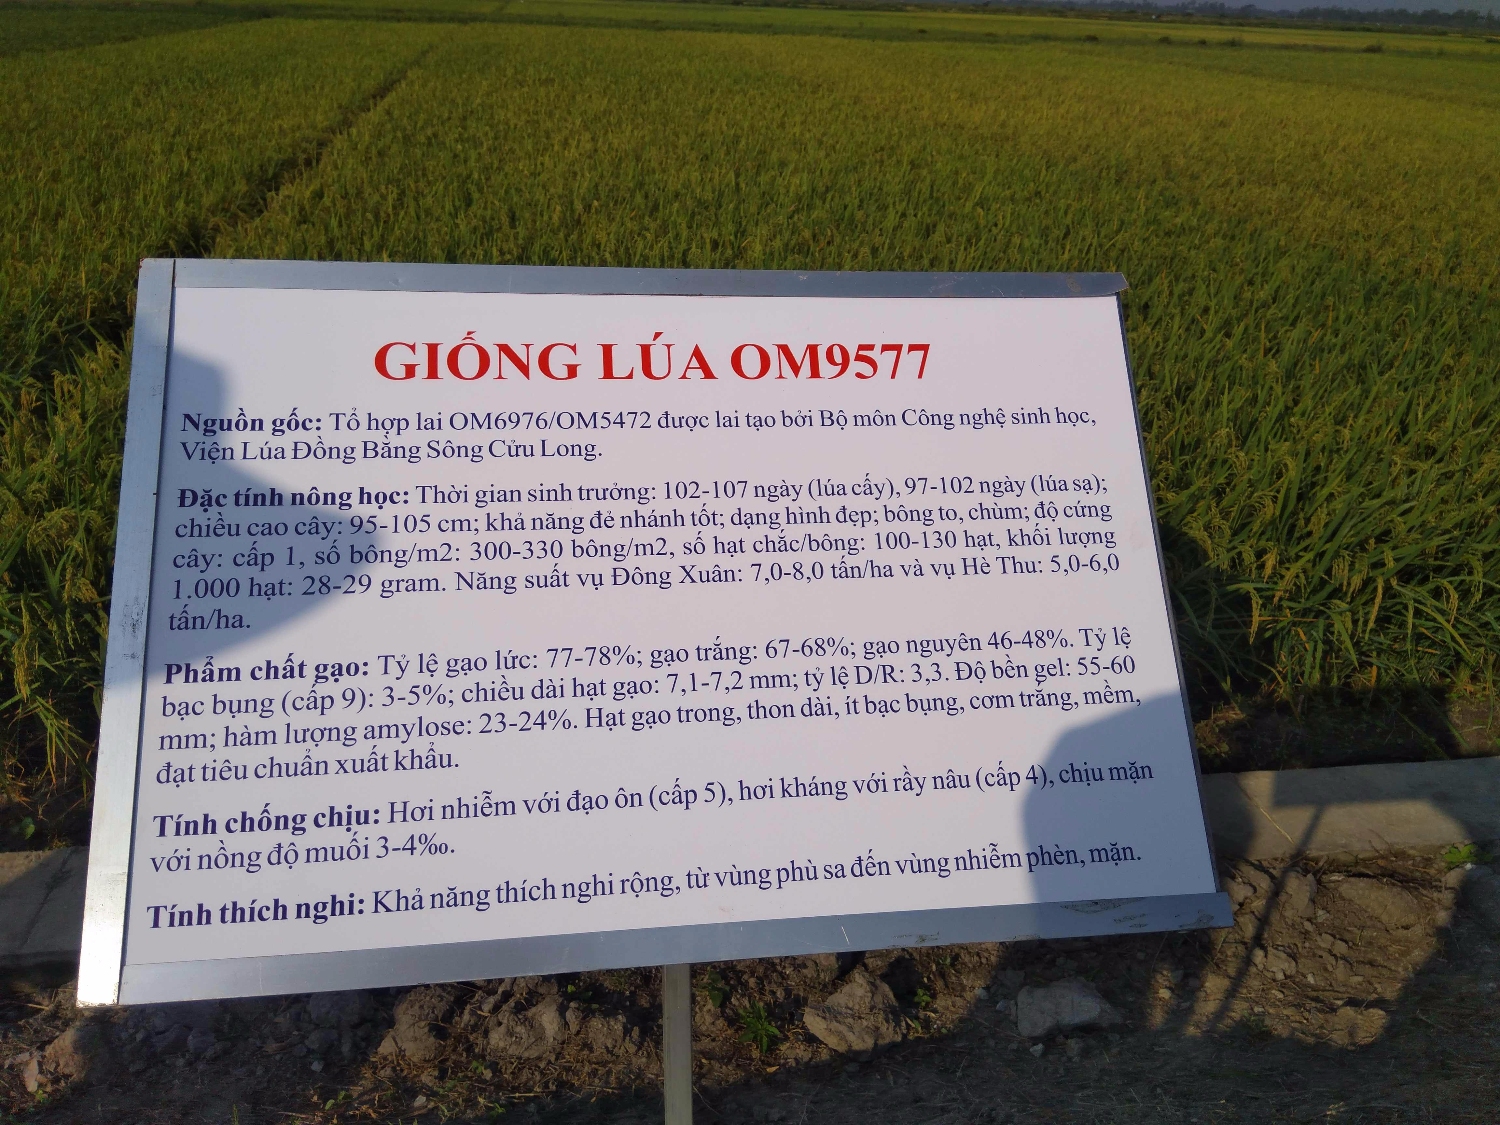 GIỐNG LÚA OM9577
Nguồn gốc: Tổ hợp lai OM6976/OM5472 được lai tạo bởi Bộ môn Công nghệ sinh học,
Viện Lúa Đồng Bằng Sông Cửu Long.
Đặc tính nông học: Thời gian sinh trưởng: 102-107 ngày (lúa cấy), 97-102 ngày (lúa sạ);
chiều cao cây: 95-105 cm; khả năng đẻ nhánh tốt; dạng hình đẹp; bông to, chùm; độ cứng
cây: cấp 1, số bông/m2: 300-330 bông/m2, số hạt chắc/bông: 100-130 hạt, khối lượng
1.000 hạt: 28-29 gram. Năng suất vụ Đông Xuân: 7,0-8,0 tấn/ha và vụ Hè Thu: 5,0-6,0
tấn/ha.
Phẩm chất gạo: Tỷ lệ gạo lức: 77-78%; gạo trắng: 67-68%; gạo nguyên 46-48%. Tỷ lệ
bạc bụng (cấp 9): 3-5%; chiều dài hạt gạo: 7,1-7,2 mm; tỷ lệ D/R: 3,3. Độ bền gel: 55-60
mm; hàm lượng amylose: 23-24%. Hạt gạo trong, thon dài, ít bạc bụng, cơm trắng, mềm,
đạt tiêu chuẩn xuất khẩu.
Tính chống chịu: Hơi nhiễm với đạo ôn (cấp 5), hơi kháng với rầy nâu (cấp 4), chịu mặn
với nồng độ muối 3-4‰.
Tính thích nghi: Khả năng thích nghi rộng, từ vùng phù sa đến vùng nhiễm phèn, mặn.